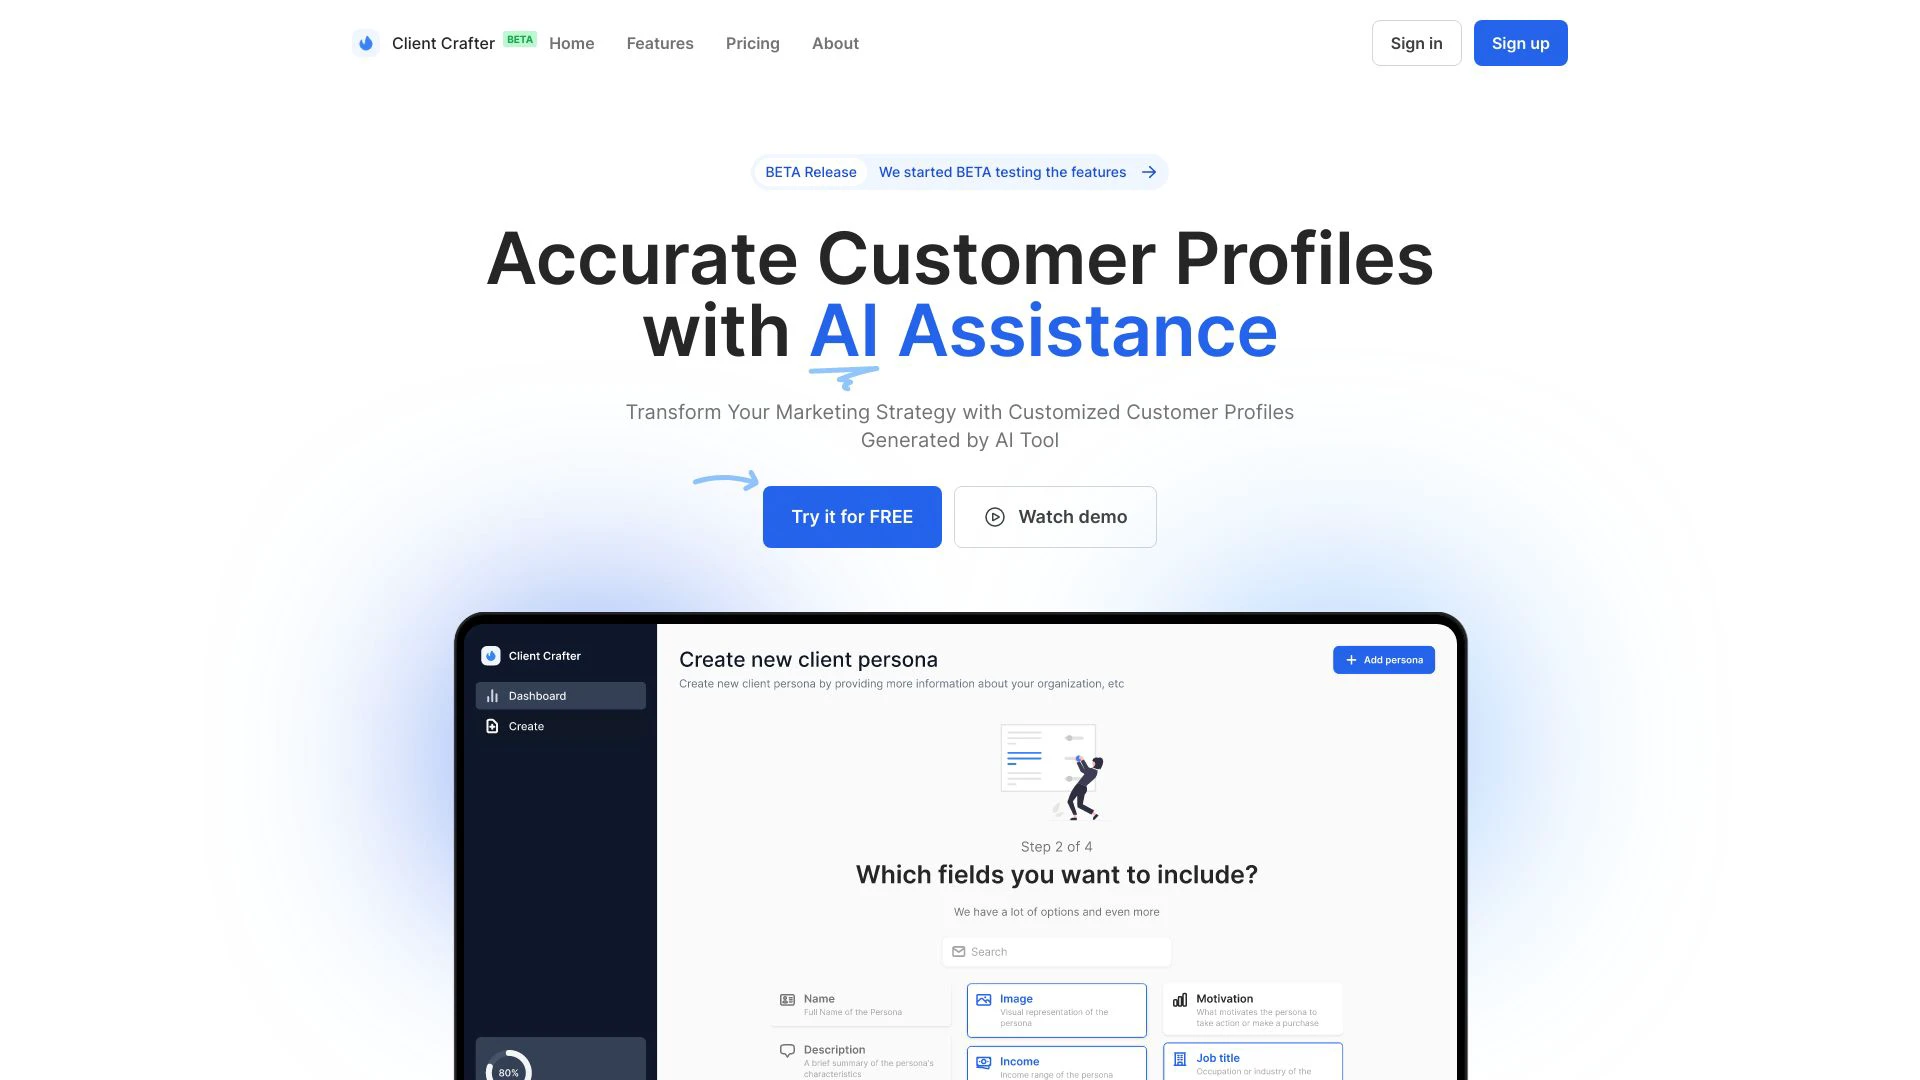 Client Crafter BETA Home Features Pricing About Sign in Sign up
BETA Release We started BETA testing the features
Accurate Customer Profiles
with AI Assistance
Transform Your Marketing Strategy with Customized Customer Profiles
Generated by AI Tool
Try it for FREE Watch demo
Client Crafter
Dashboard
Create
80%
Create new client persona
Create new client persona by providing more information about your organization, etc
Add persona
Step 2 of 4
Which fields you want to include?
We have a lot of options and even more
Search
Name
Full Name of the Persona
Image
Visual representation of the
persona
Motivation
What motivates the persona to
take action or make a purchase
Description
A brief summary of the persona's
characteristics
Income
Income range of the persona
Job title
Occupation or industry of the